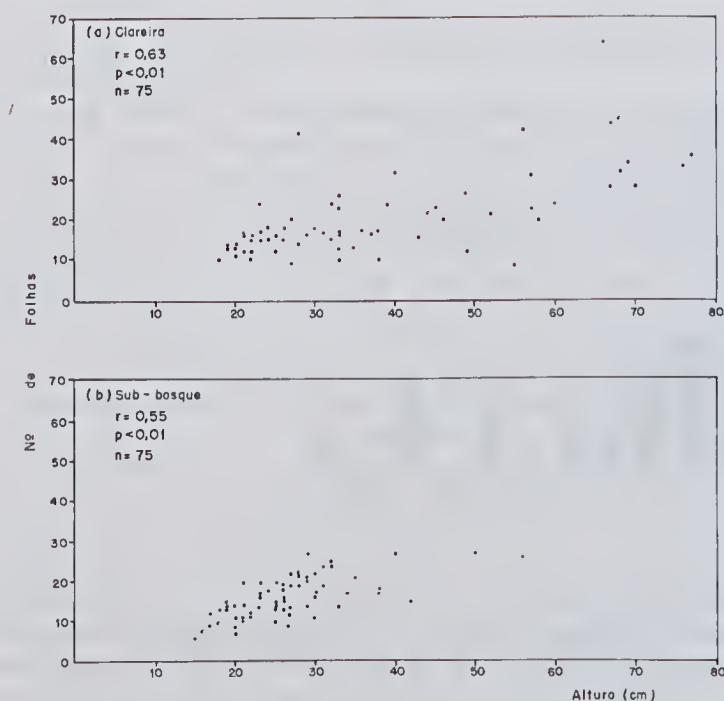 (a) Clareira
r = 0,63
p<0,01
n= 75
70
60
50
40
30
20
10
0
10 20 30 40 50 60 70 80
Nº de Folhas
(b) Sub - bosque
r = 0,55
p<0,01
n= 75
70
60
50
40
30
20
10
0
10 20 30 40 50 60 70 80
Altura (cm)